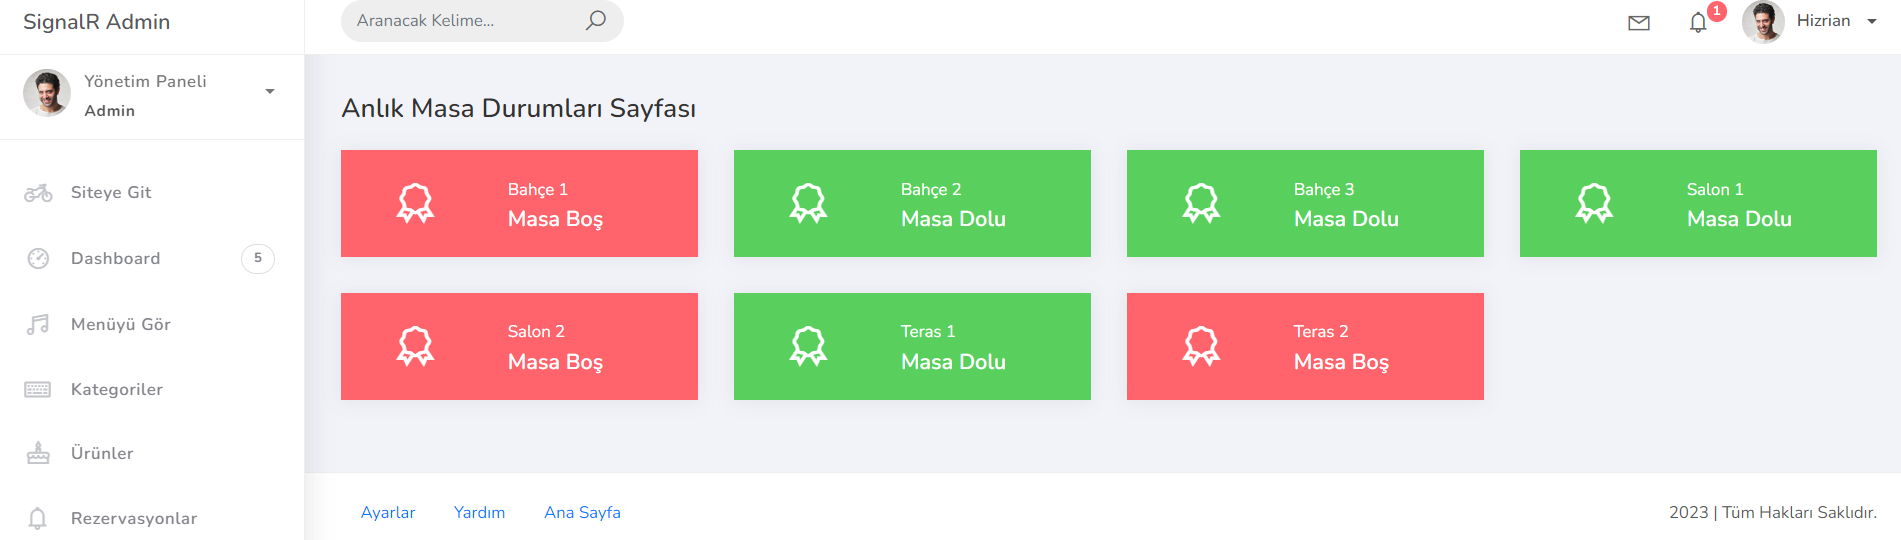 SignalR Admin
Aranacak Kelime...
1
Hizrian
Yönetim Paneli
Admin
Siteye Git
Dashboard
5
Menüyü Gör
Kategoriler
Ürünler
Rezervasyonlar
Anlık Masa Durumları Sayfası
Bahçe 1
Masa Boş
Bahçe 2
Masa Dolu
Bahçe 3
Masa Dolu
Salon 1
Masa Dolu
Salon 2
Masa Boş
Teras 1
Masa Dolu
Teras 2
Masa Boş
Ayarlar
Yardım
Ana Sayfa
2023 | Tüm Hakları Saklıdır.